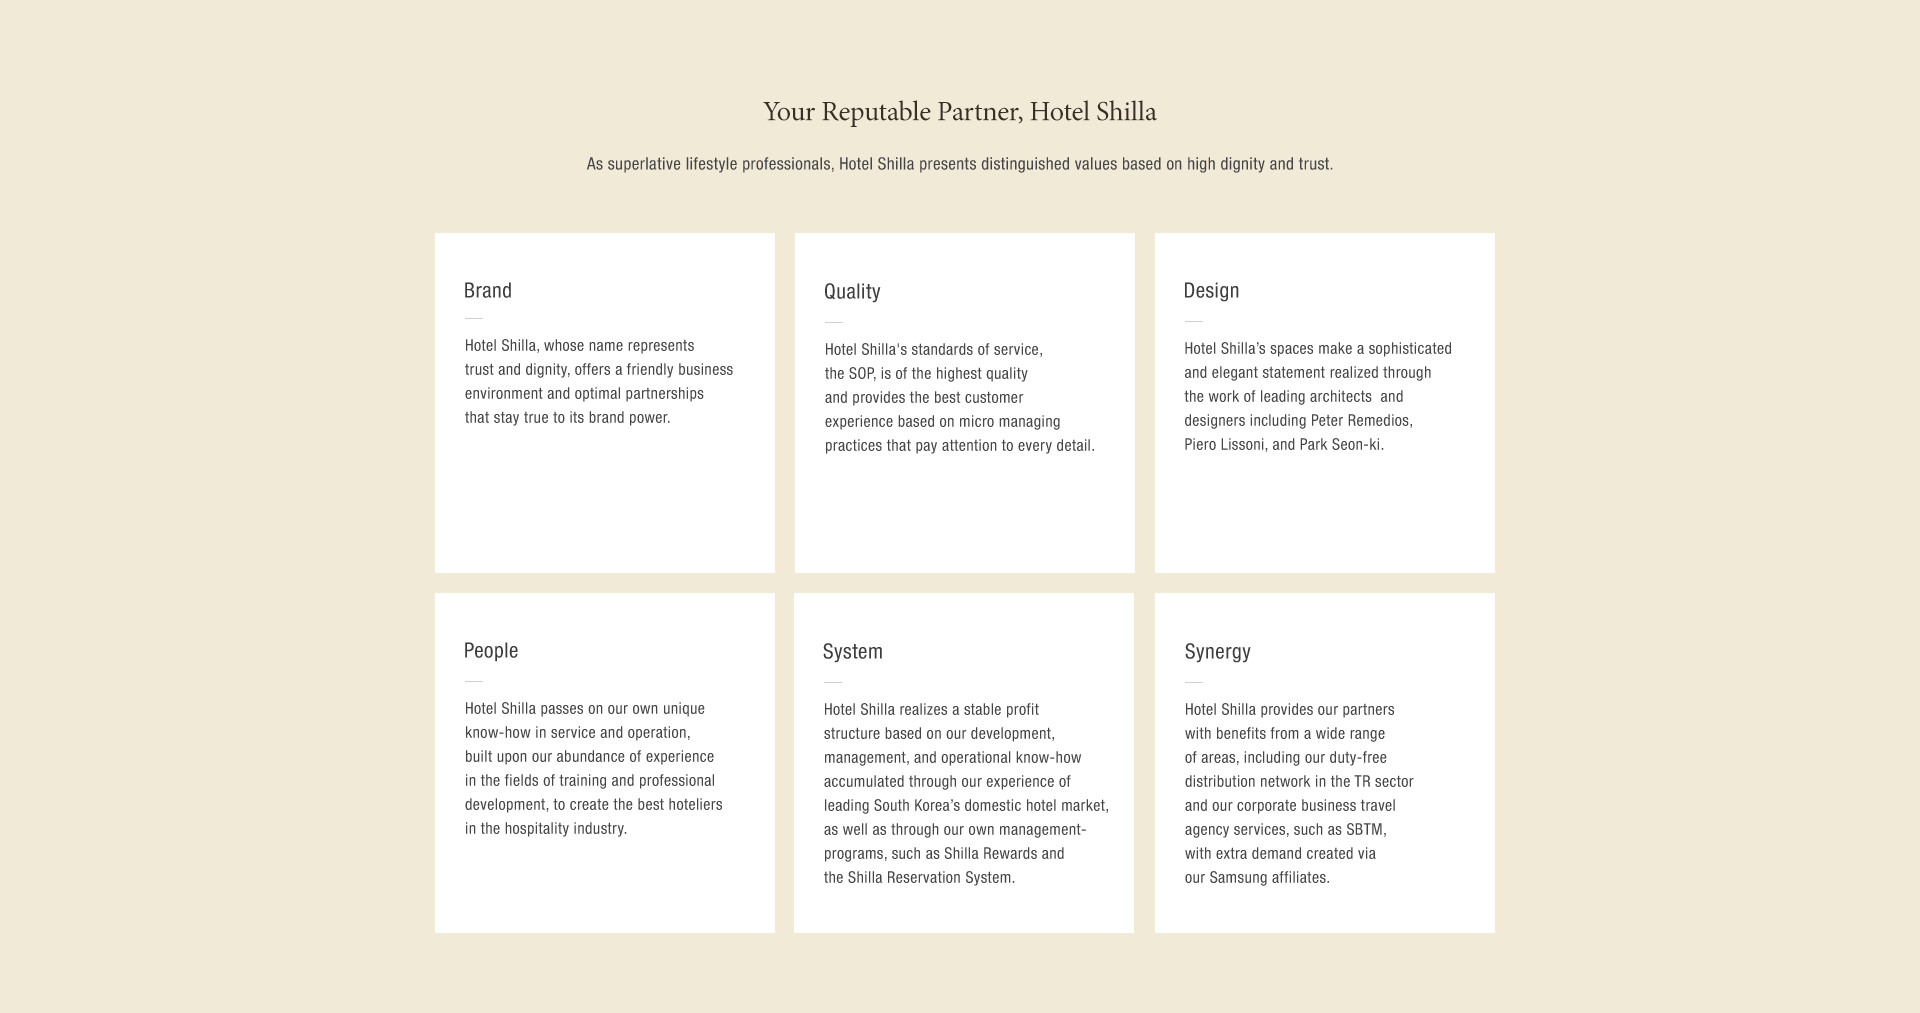 Your Reputable Partner, Hotel Shilla
As superlative lifestyle professionals, Hotel Shilla presents distinguished values based on high dignity and trust.
Brand
Hotel Shilla, whose name represents
trust and dignity, offers a friendly business
environment and optimal partnerships
that stay true to its brand power.
Quality
Hotel Shilla's standards of service,
the SOP, is of the highest quality
and provides the best customer
experience based on micro managing
practices that pay attention to every detail.
Design
Hotel Shilla’s spaces make a sophisticated
and elegant statement realized through
the work of leading architects  and
designers including Peter Remedios,
Piero Lissoni, and Park Seon-ki.
People
Hotel Shilla passes on our own unique
know-how in service and operation,
built upon our abundance of experience
in the fields of training and professional
development, to create the best hoteliers
in the hospitality industry.
System
Hotel Shilla realizes a stable profit
structure based on our development,
management, and operational know-how
accumulated through our experience of
leading South Korea’s domestic hotel market,
as well as through our own management-
programs, such as Shilla Rewards and
the Shilla Reservation System.
Synergy
Hotel Shilla provides our partners
with benefits from a wide range
of areas, including our duty-free
distribution network in the TR sector
and our corporate business travel
agency services, such as SBTM,
with extra demand created via
our Samsung affiliates.